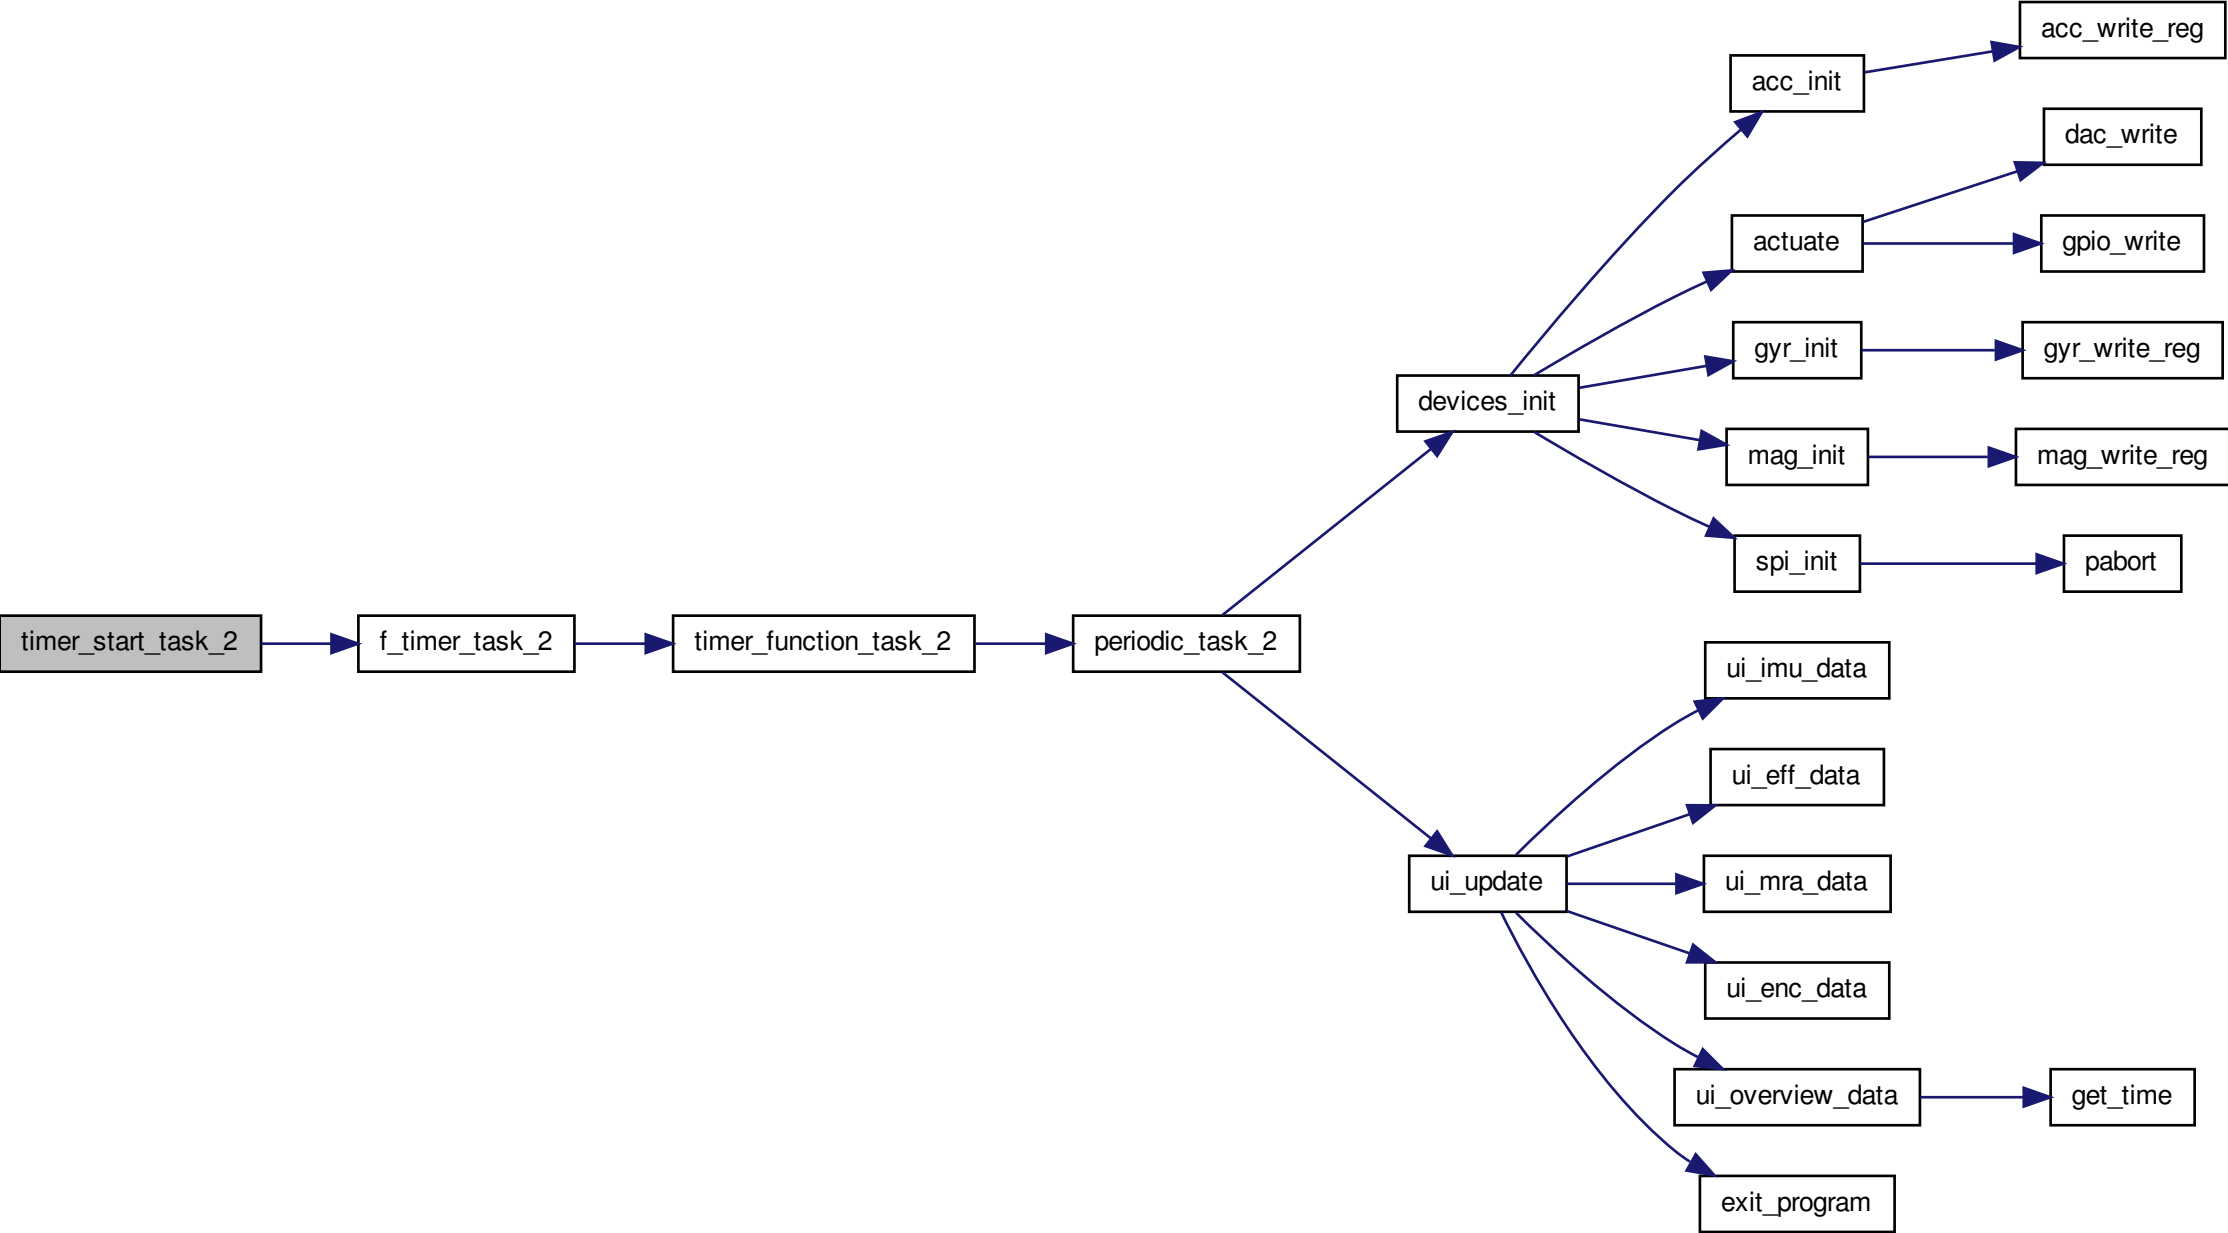 timer_start_task_2
f_timer_task_2
timer_function_task_2
periodic_task_2
devices_init
ui_update
acc_init
actuate
gyr_init
mag_init
spi_init
ui_imu_data
ui_eff_data
ui_mra_data
ui_enc_data
ui_overview_data
exit_program
acc_write_reg
dac_write
gpio_write
gyr_write_reg
mag_write_reg
pabort
get_time